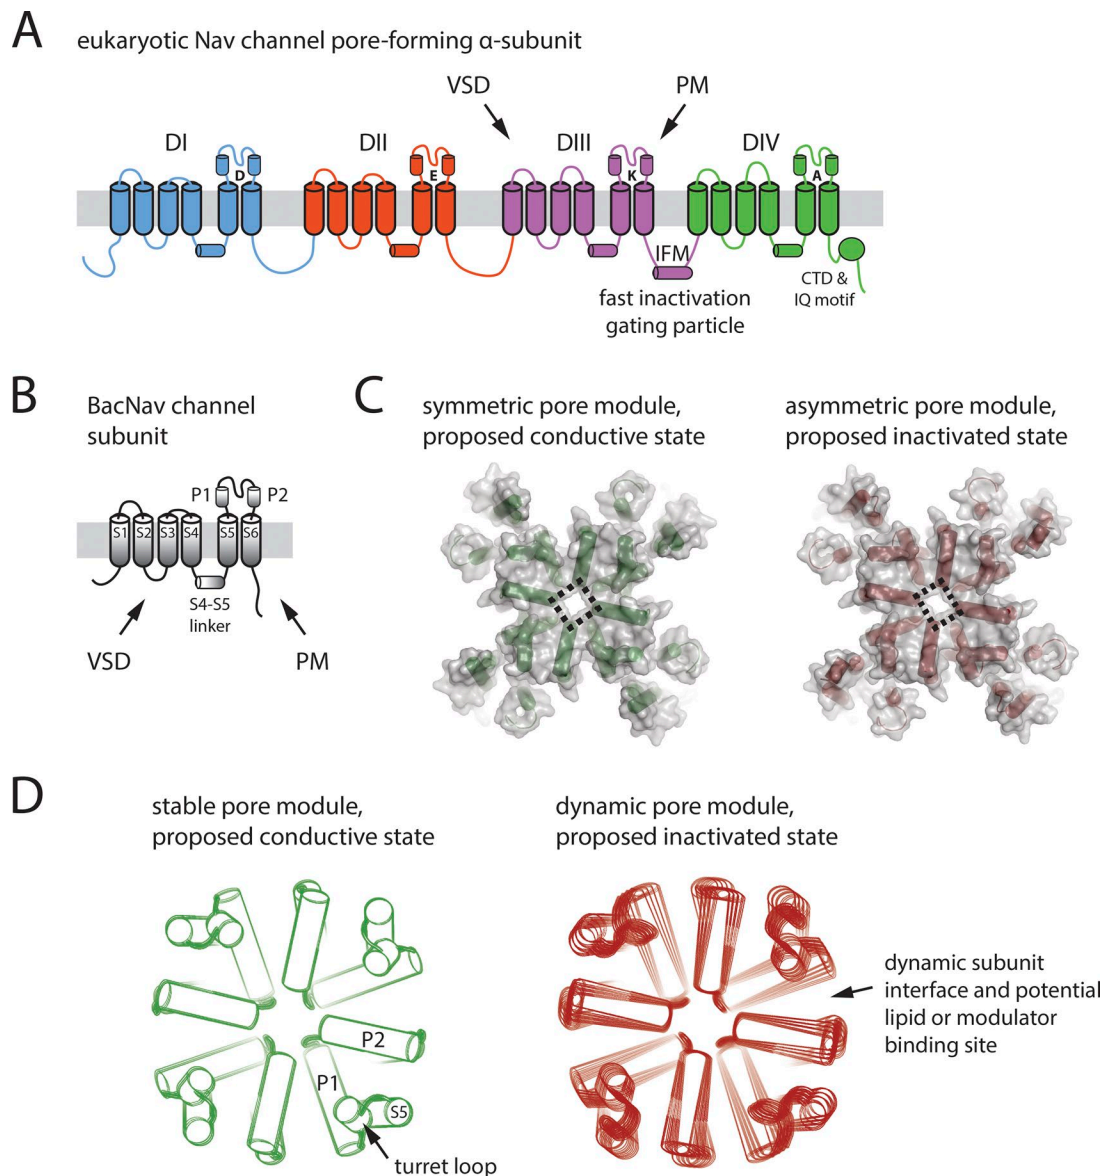 A
eukaryotic Nav channel pore-forming α-subunit
VSD
PM
DI
DII
DIII
DIV
D
E
K
A
IFM
fast inactivation
gating particle
CTD &
IQ motif
B
BacNav channel
subunit
P1
P2
S1
S2
S3
S4
S5
S6
S4-S5
linker
VSD
PM
C
symmetric pore module,
proposed conductive state
asymmetric pore module,
proposed inactivated state
D
stable pore module,
proposed conductive state
P2
P1
S5
turret loop
dynamic pore module,
proposed inactivated state
dynamic subunit
interface and potential
lipid or modulator
binding site